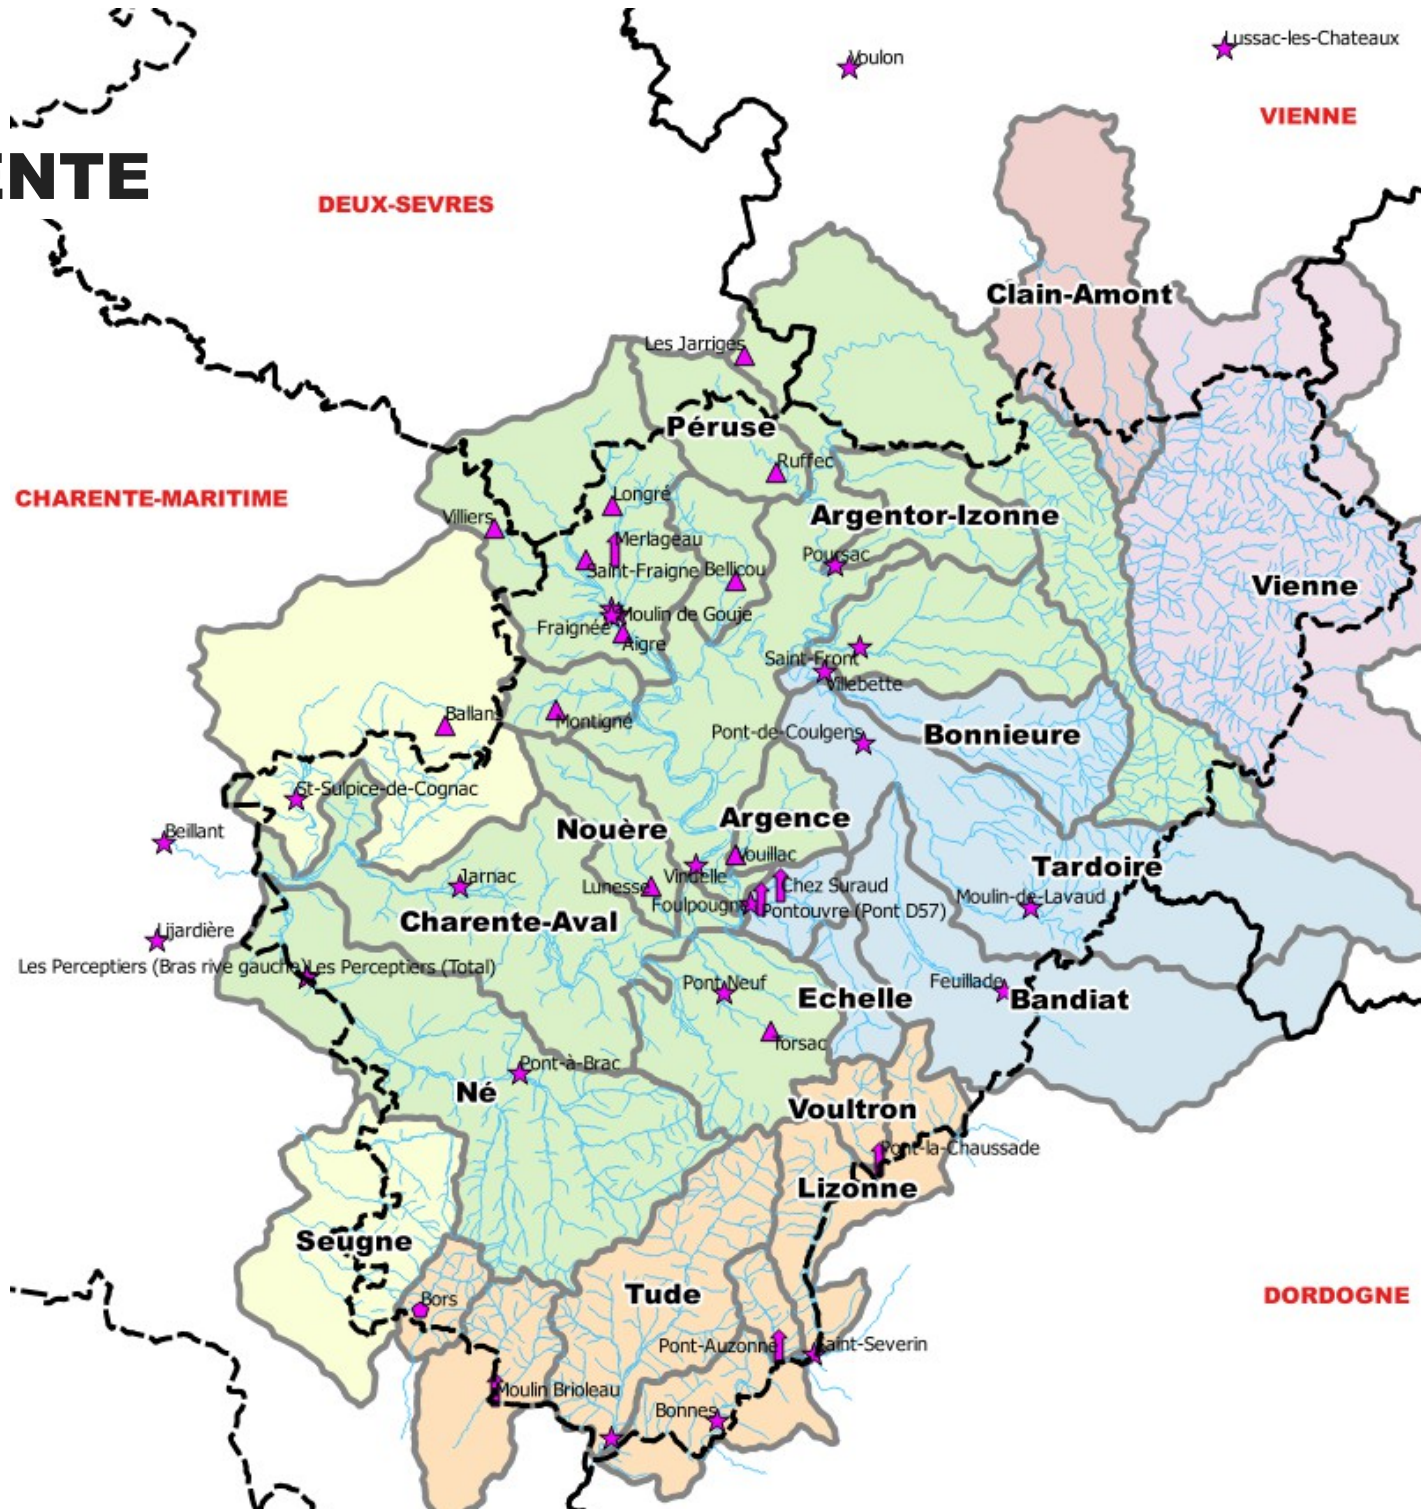 Voulon
Lussac-les-Chateaux
VIENNE
ENTE
DEUX-SEVRES
Clain-Amont
Les Jarriges
Péruse
Ruffec
CHARENTE-MARITIME
Longré
Villiers
Argentor-Izonne
Merlageau
Poursac
Saint-Fraigne
Bellicou
Vienne
Moulin de Gouje
Fraignée
Aigre
Saint-Front
Villebette
Ballans
Montigné
Pont-de-Coulgens
Bonnieure
St-Sulpice-de-Cognac
Beillant
Nouère
Argence
Vouillac
Tardoire
Jarnac
Lunesse
Vindelle
Chez Suraud
Moulin-de-Lavaud
Foulpougne
Pontouvre (Pont D57)
Charente-Aval
Lijardière
Les Perceptiers (Bras rive gauche)
Les Perceptiers (Total)
Pont-Neuf
Echelle
Feuillade
Bandiat
Torsac
Pont-à-Brac
Né
Voultron
Pont-la-Chaussade
Lizonne
Seugne
Tude
DORDOGNE
Bors
Pont-Auzonne
Saint-Severin
Moulin Brioleau
Bonnes